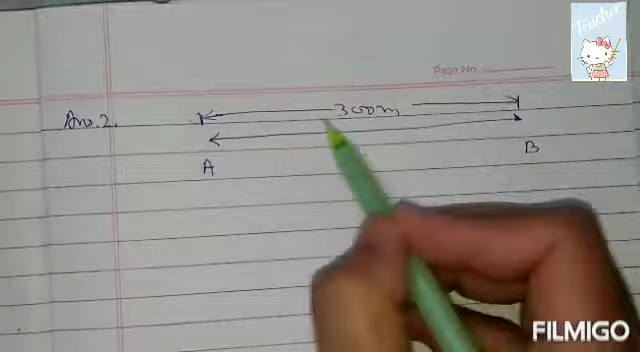 Teacher
Page No.
Ans.2.
300m
A
B
FILMIGO